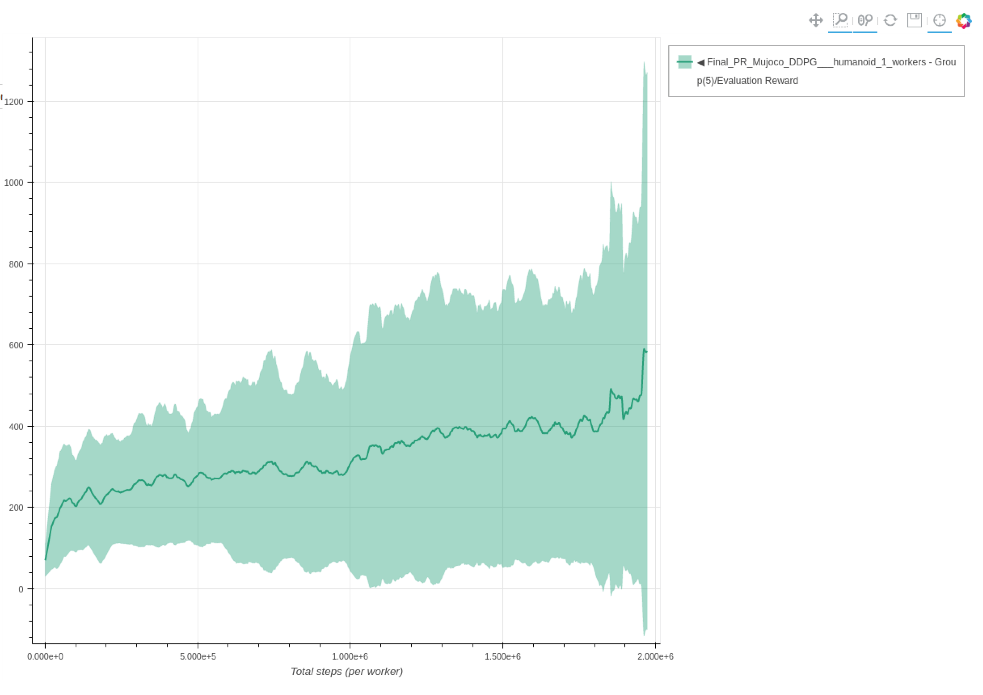 ◀ Final_PR_Mujoco_DDPG___humanoid_1_workers - Grou
p(5)/Evaluation Reward
1200
1000
800
600
400
200
0
0.000e+0 5.000e+5 1.000e+6 1.500e+6 2.000e+6
Total steps (per worker)